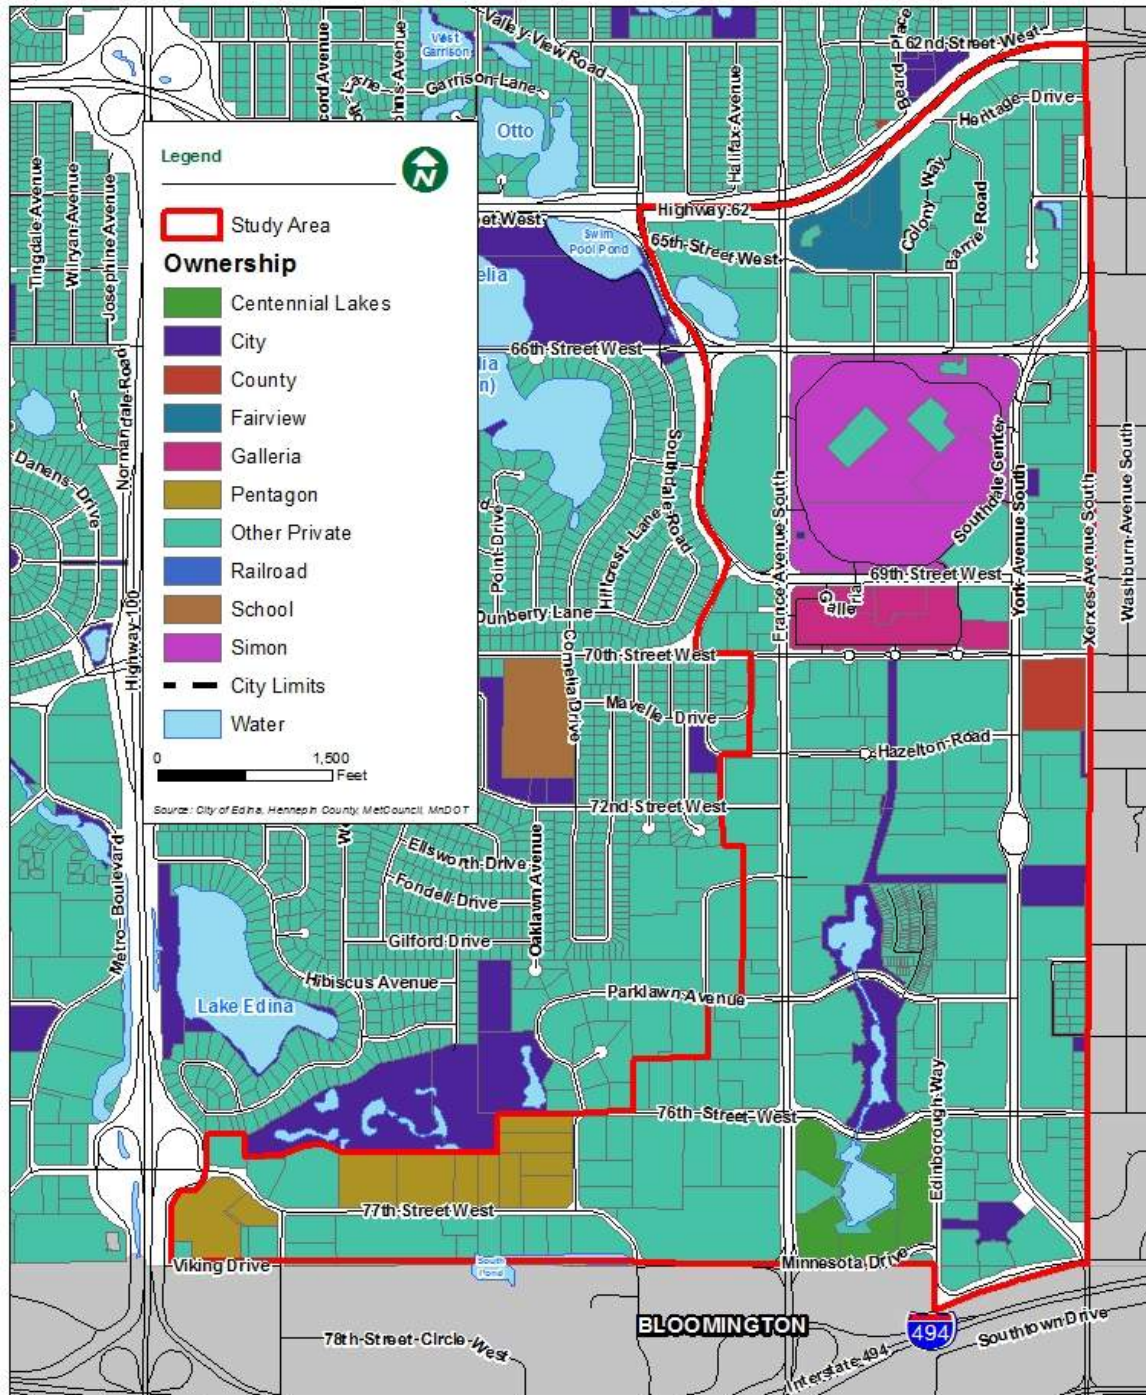 62nd Street West
Valley View Road
West
Garrison
Garrison Lane
Beard Place
Halifax Avenue
Heritage Drive
Otto
Colony Way
Barrie Road
Tingdale Avenue
Wilryan Avenue
Josephine Avenue
Legend
N
Study Area
Ownership
Centennial Lakes
City
County
Fairview
Galleria
Pentagon
Other Private
Railroad
School
Simon
City Limits
Water
0 1,500
Feet
Source: City of Edina, Hennepin County, MetCouncil, MnDOT
Highway 62
Swim
Pool Pond
65th Street West
66th Street West
Normandale Road
Danens Drive
Highway 100
Southdale Road
Hillcrest Lane
Point Drive
Dunberry Lane
Cornelia Drive
France Avenue South
Southdale Center
York Avenue South
Xerxes Avenue South
Washburn Avenue South
69th Street West
Galleria
70th Street West
Mavelle Drive
Hazelton Road
72nd Street West
Metro Boulevard
Ellsworth Drive
Fondell Drive
Oaklawn Avenue
Gilford Drive
Hibiscus Avenue
Lake Edina
Parklawn Avenue
76th Street West
Edinborough Way
77th Street West
Viking Drive
South
Pond
Minnesota Drive
BLOOMINGTON
494
78th Street Circle West
Interstate 494
Southtown Drive